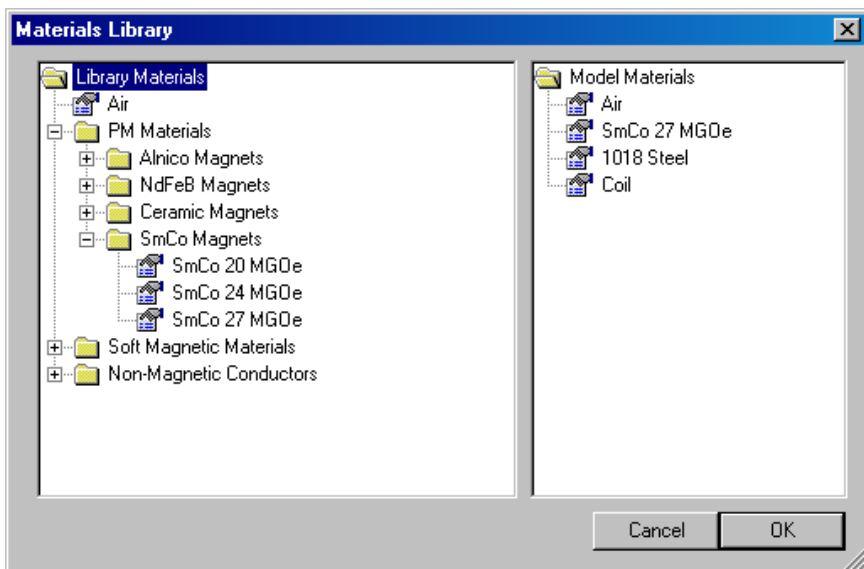 Materials Library
Library Materials
Air
PM Materials
Alnico Magnets
NdFeB Magnets
Ceramic Magnets
SmCo Magnets
SmCo 20 MGOe
SmCo 24 MGOe
SmCo 27 MGOe
Soft Magnetic Materials
Non-Magnetic Conductors
Model Materials
Air
SmCo 27 MGOe
1018 Steel
Coil
Cancel
OK